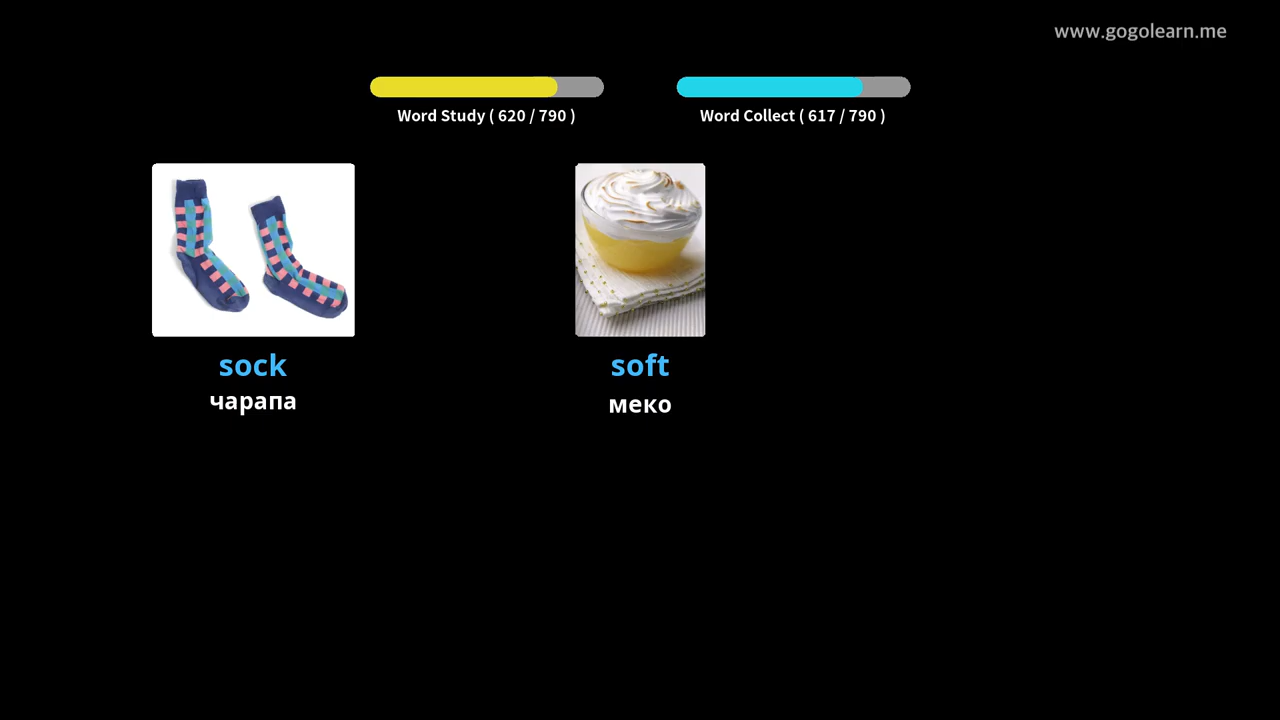 www.gogolearn.me
Word Study ( 620 / 790 )
Word Collect ( 617 / 790 )
sock
чарапа
soft
меко